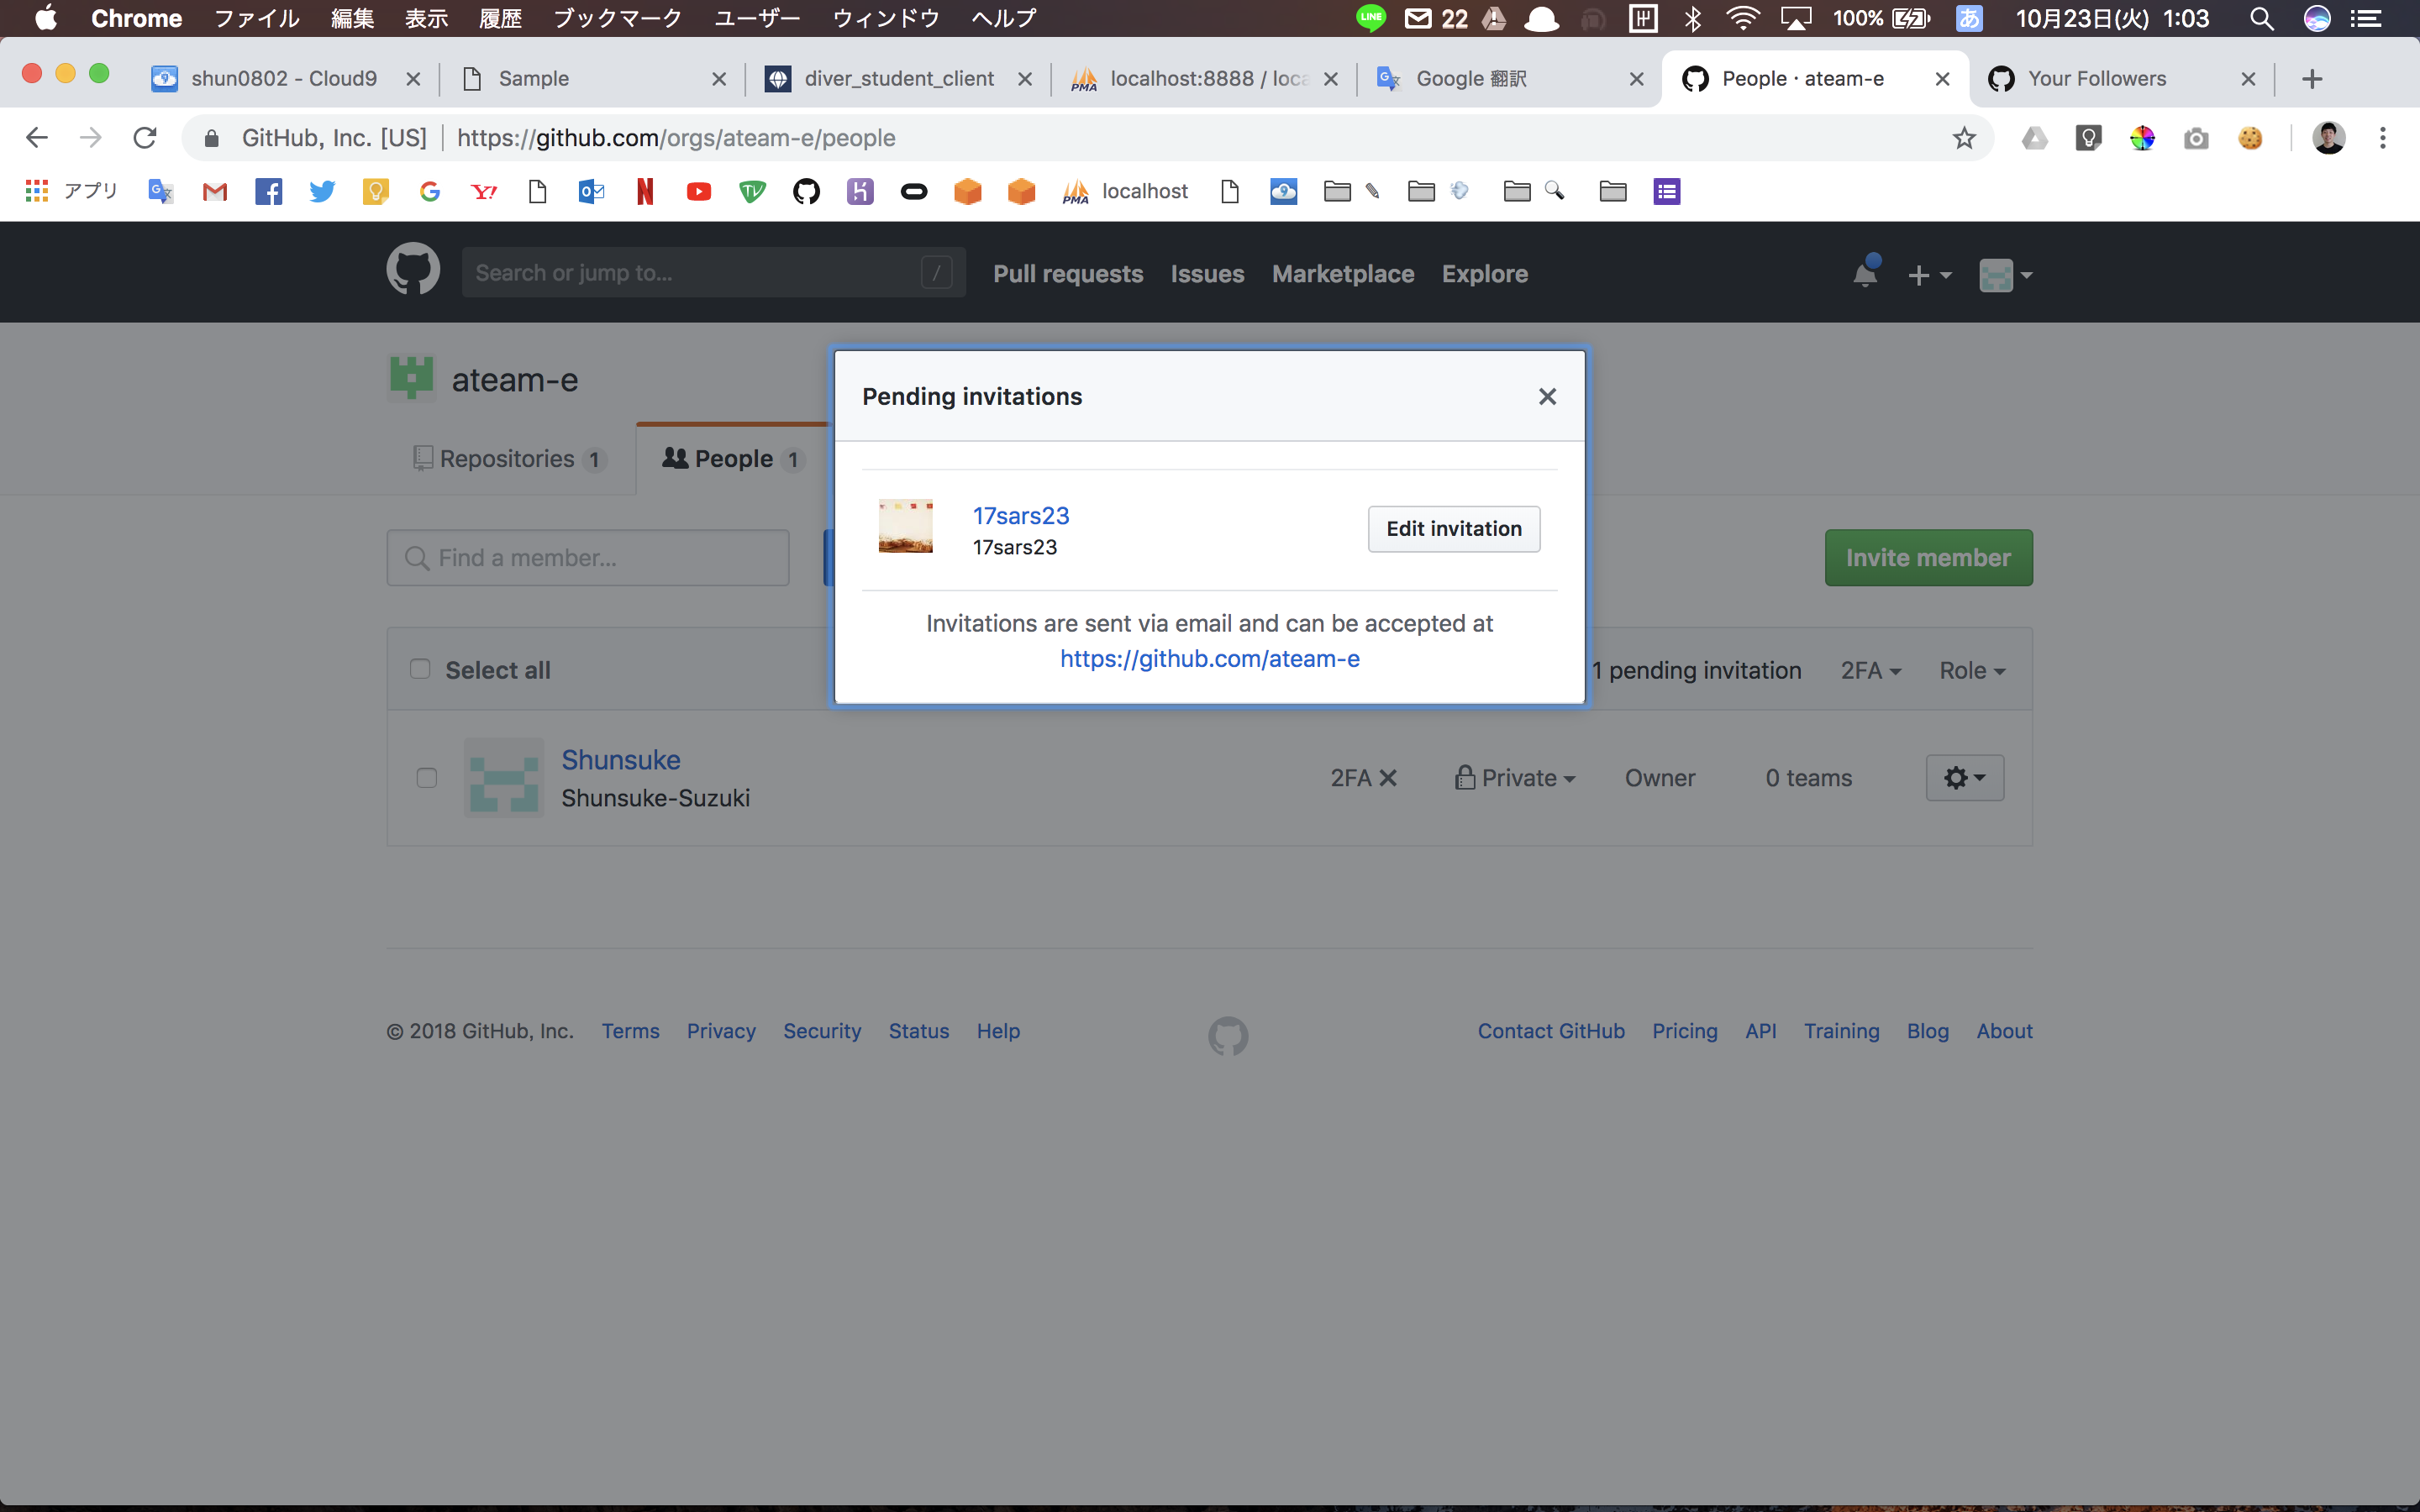 Chrome ファイル 編集 表示 履歴 ブックマーク ユーザー ウィンドウ ヘルプ LINE 22 100% あ 10月23日(火) 1:03
shun0802 - Cloud9 Sample diver_student_client PMA localhost:8888 / loca Google 翻訳 People · ateam-e Your Followers
GitHub, Inc. [US] https://github.com/orgs/ateam-e/people
アプリ PMA localhost
Search or jump to... / Pull requests Issues Marketplace Explore
ateam-e
Repositories 1 People 1
Pending invitations
17sars23
17sars23
Edit invitation
Invitations are sent via email and can be accepted at
https://github.com/ateam-e
Find a member...
Invite member
Select all 1 pending invitation 2FA Role
Shunsuke
Shunsuke-Suzuki
2FA Private Owner 0 teams
© 2018 GitHub, Inc. Terms Privacy Security Status Help Contact GitHub Pricing API Training Blog About